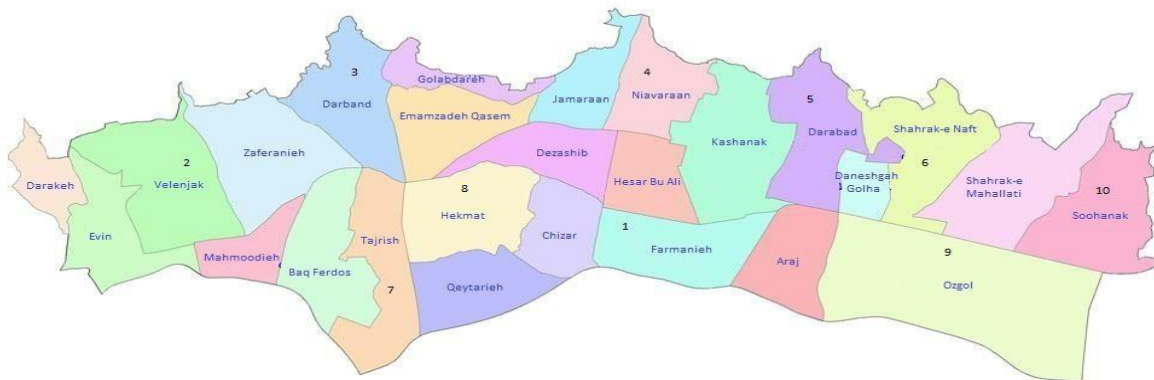 3
4
Golabdareh
Darband
Jamaraan
Niavaraan
5
Emamzadeh Qasem
Darabad
Shahrak-e Naft
Kashanak
2
Zaferanieh
Dezashib
6
Velenjak
Darakeh
Hesar Bu Ali
Daneshgah
Golha
Shahrak-e
Mahallati
8
Hekmat
10
Soohanak
Evin
Tajrish
Chizar
1
Farmanieh
Mahmoodieh
Baq Ferdos
Araj
9
Ozgol
7
Qeytarieh